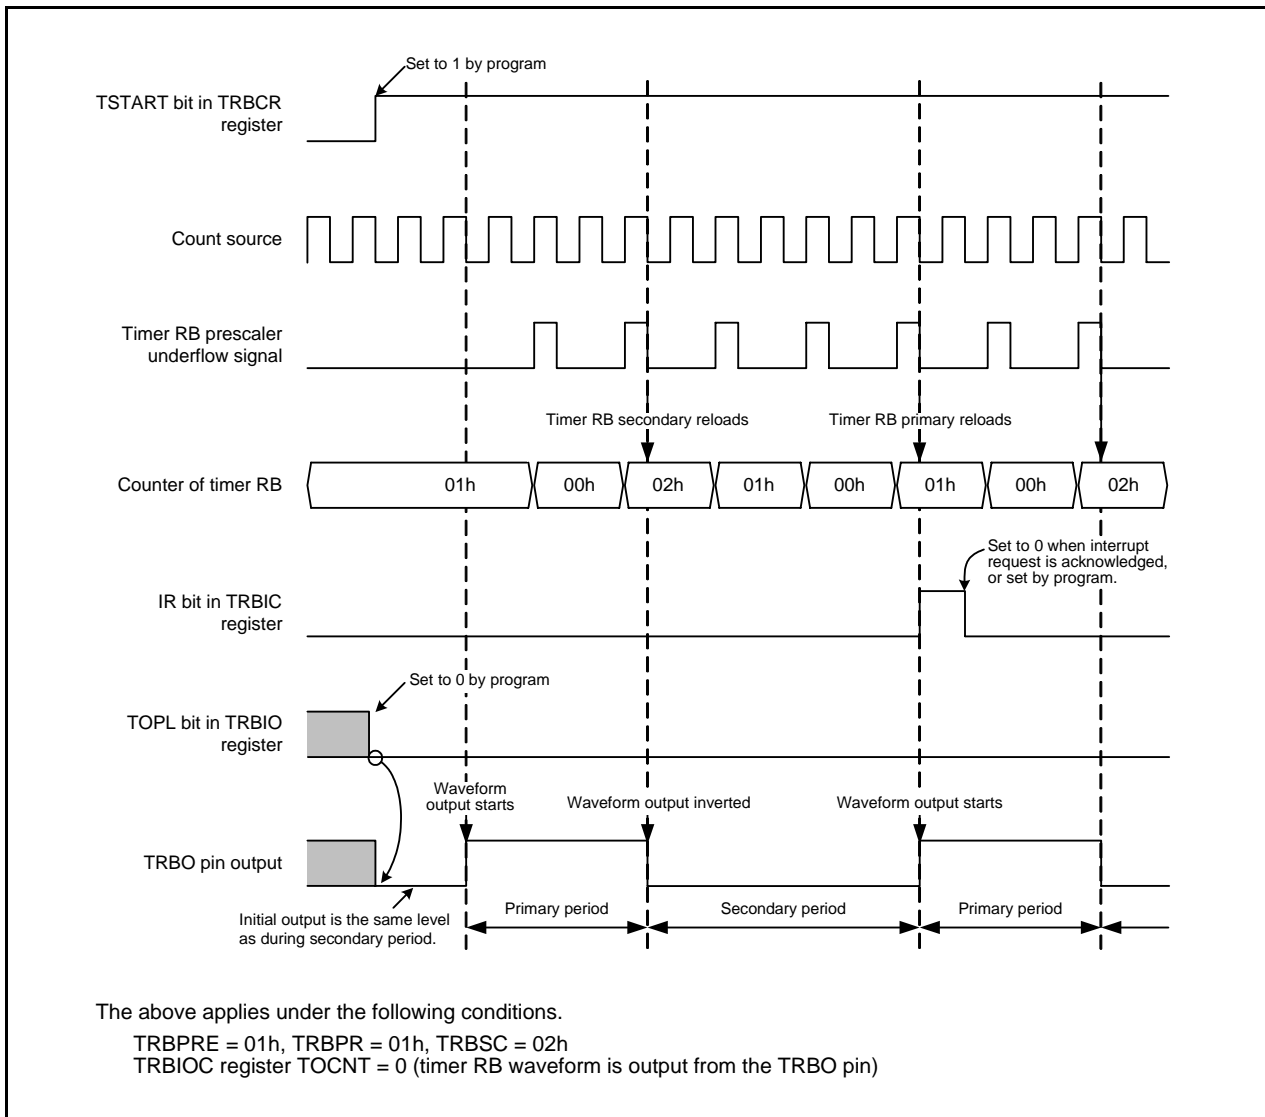 Set to 1 by program
TSTART bit in TRBCR
register
Count source
Timer RB prescaler
underflow signal
Timer RB secondary reloads
Timer RB primary reloads
Counter of timer RB
01h
00h
02h
01h
00h
01h
00h
02h
Set to 0 when interrupt
request is acknowledged,
or set by program.
IR bit in TRBIC
register
Set to 0 by program
TOPL bit in TRBIO
register
Waveform
output starts
Waveform output inverted
Waveform output starts
TRBO pin output
Primary period
Secondary period
Primary period
Initial output is the same level
as during secondary period.
The above applies under the following conditions.
TRBPRE = 01h, TRBPR = 01h, TRBSC = 02h
TRBIOC register TOCNT = 0 (timer RB waveform is output from the TRBO pin)